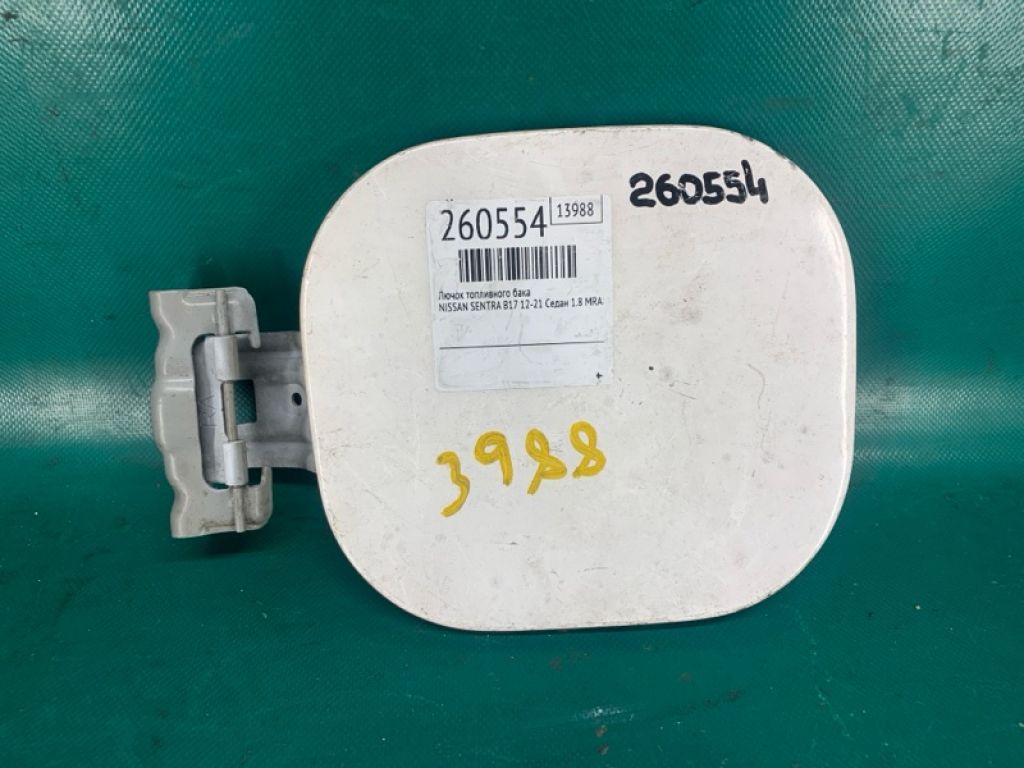 260554
13988
Лючок топливного бака
NISSAN SENTRA B17 12-21 Седан 1.8 MRA
260554
3988